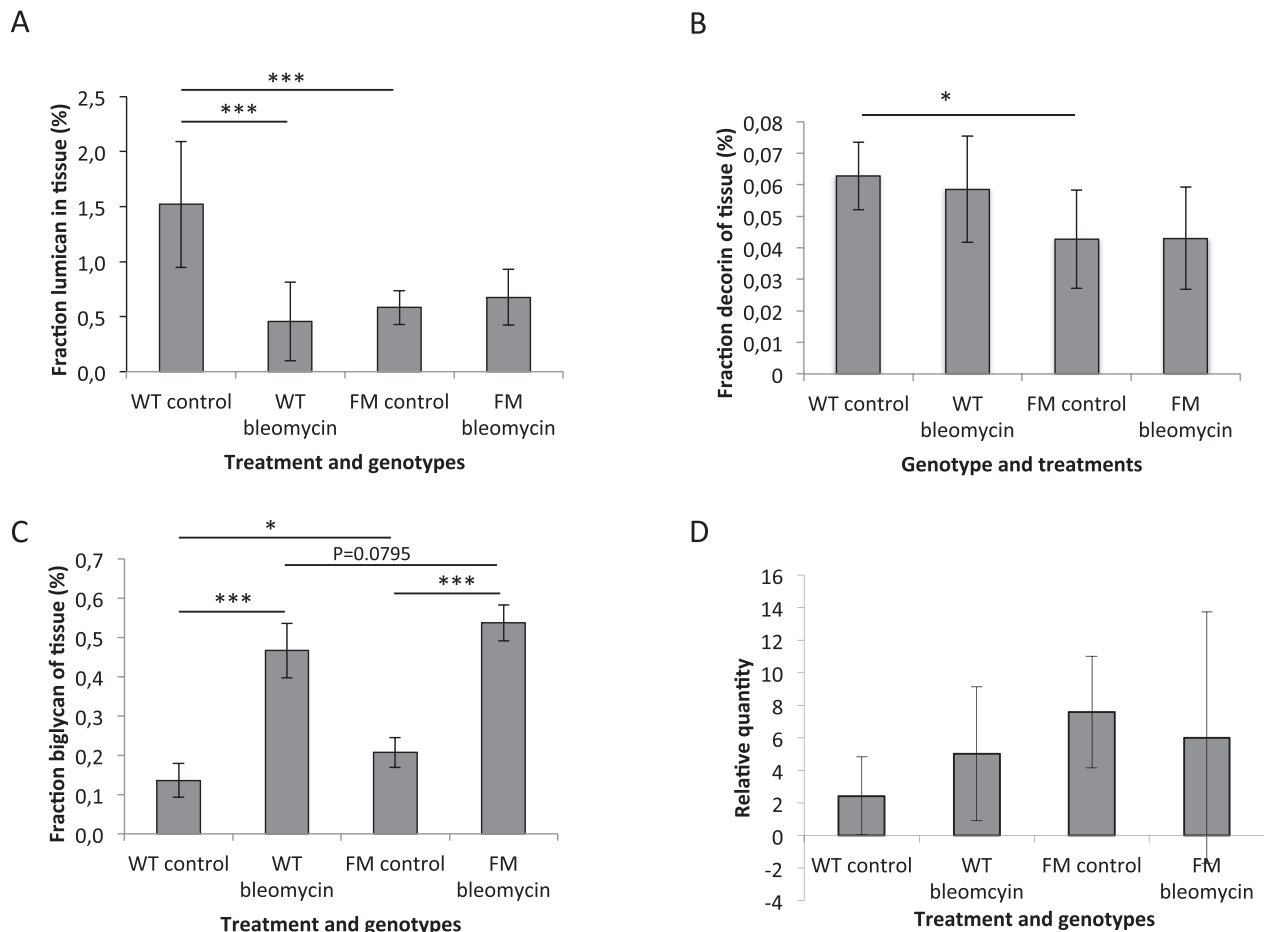 A
***
***
Fraction lumican in tissue (%)
2,5
2,0
1,5
1,0
0,5
0,0
WT control
WT
bleomycin
FM control
FM
bleomycin
Treatment and genotypes
B
*
Fraction decorin of tissue (%)
0,08
0,07
0,06
0,05
0,04
0,03
0,02
0,01
0
WT control
WT
bleomycin
FM control
FM
bleomycin
Genotype and treatments
C
*
P=0.0795
***
***
Fraction biglycan of tissue (%)
0,7
0,6
0,5
0,4
0,3
0,2
0,1
0,0
WT control
WT
bleomycin
FM control
FM
bleomycin
Treatment and genotypes
D
Relative quantity
16
14
12
10
8
6
4
2
0
-2
-4
WT control
WT
bleomcyin
FM control
FM
bleomycin
Treatment and genotypes